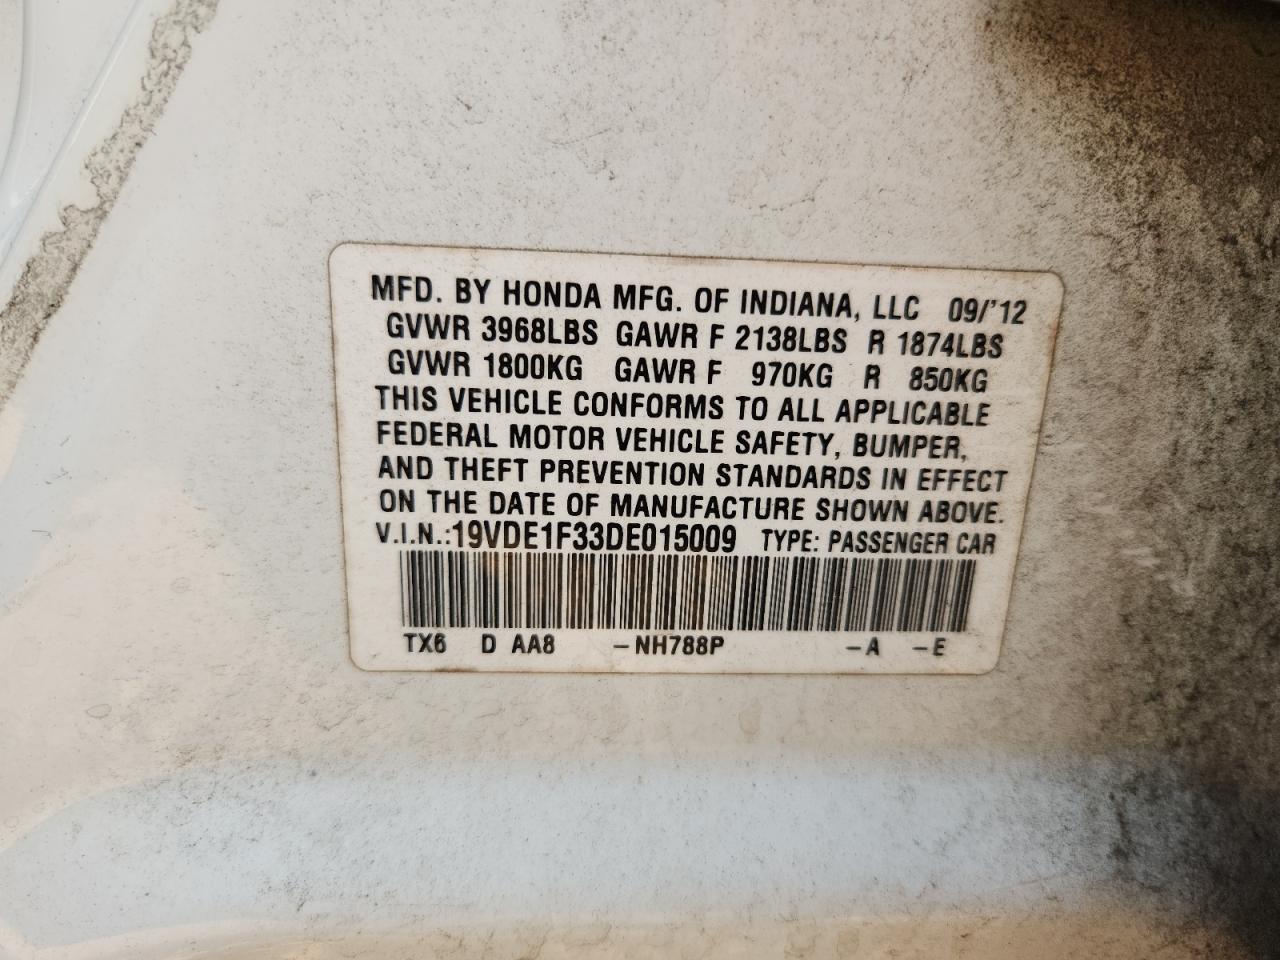 MFD. BY HONDA MFG. OF INDIANA, LLC 09/'12
GVWR 3968LBS GAWR F 2138LBS R 1874LBS
GVWR 1800KG GAWR F 970KG R 850KG
THIS VEHICLE CONFORMS TO ALL APPLICABLE
FEDERAL MOTOR VEHICLE SAFETY, BUMPER,
AND THEFT PREVENTION STANDARDS IN EFFECT
ON THE DATE OF MANUFACTURE SHOWN ABOVE.
V.I.N.:19VDE1F33DE015009 TYPE: PASSENGER CAR
TX6 D AA8 –NH788P –A –E